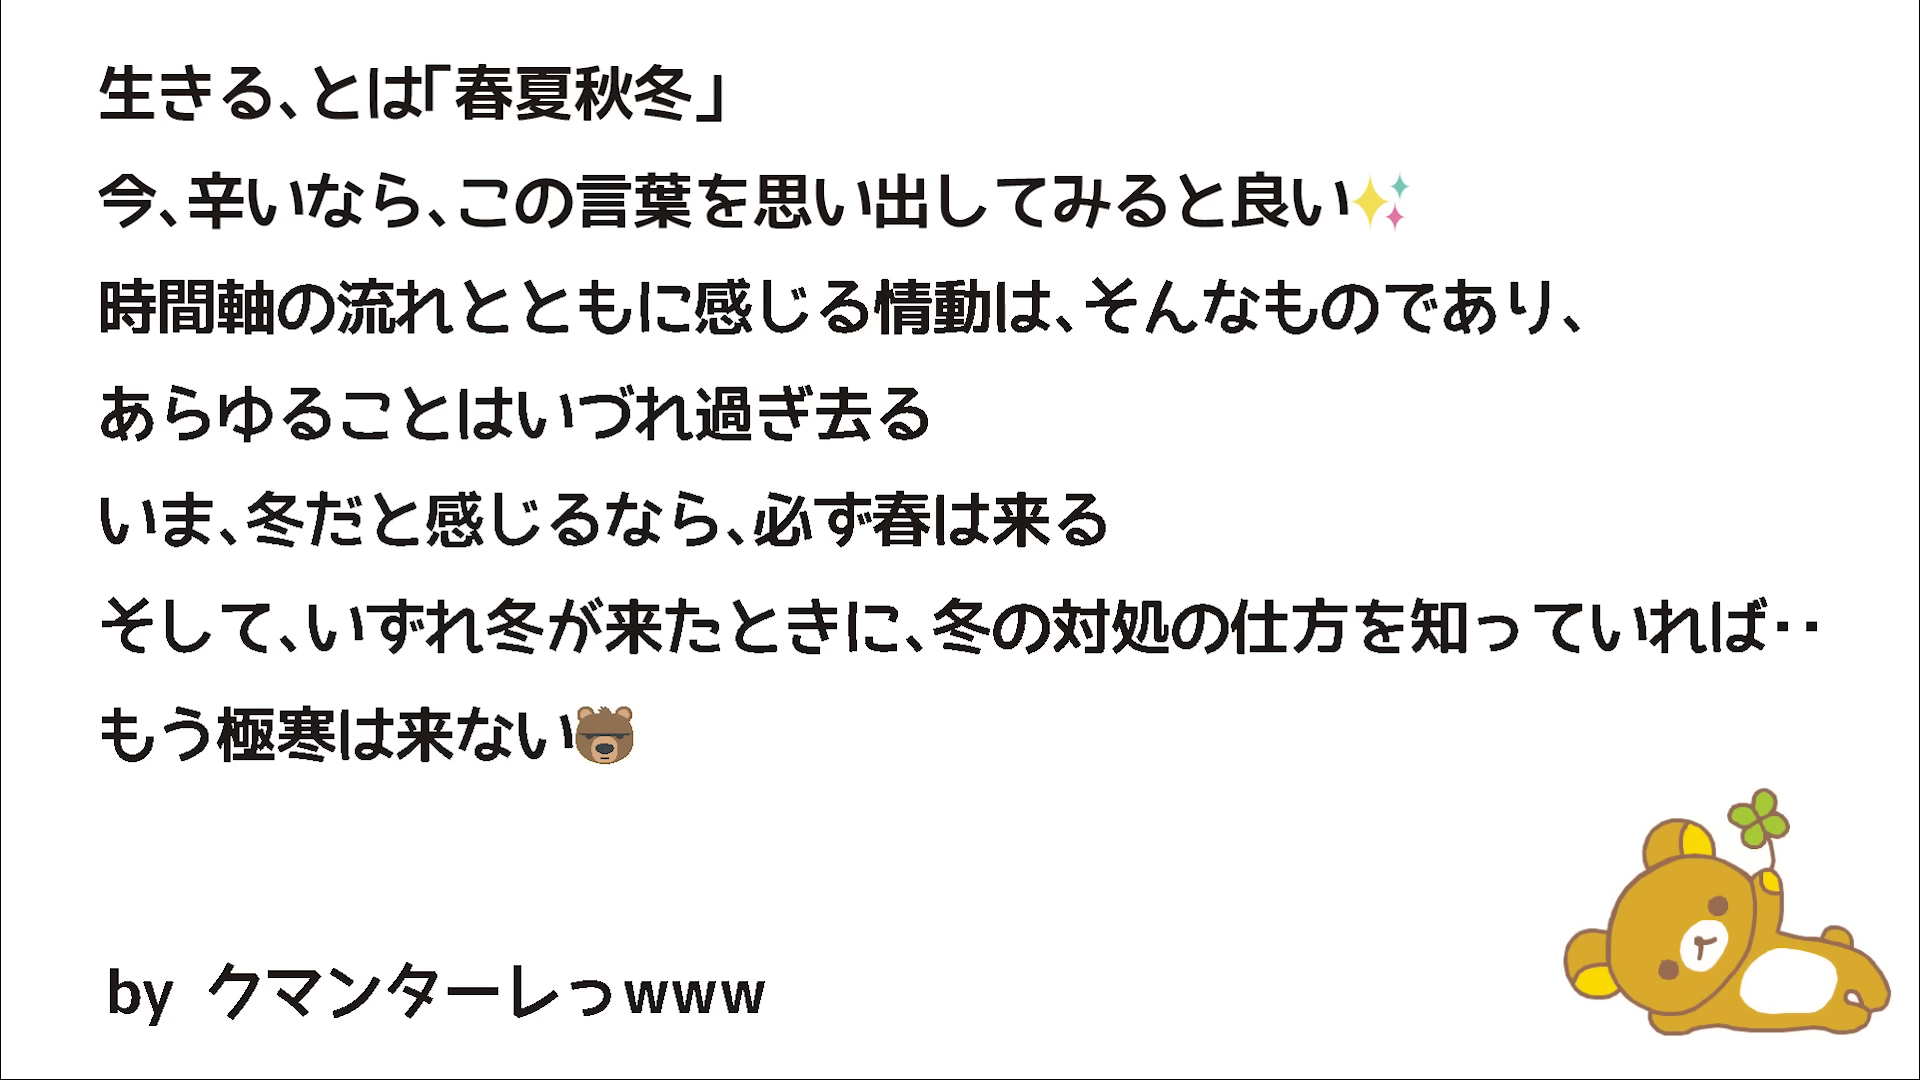 生きる、とは「春夏秋冬」
今、辛いなら、この言葉を思い出してみると良い✨
時間軸の流れとともに感じる情動は、そんなものであり、
あらゆることはいづれ過ぎ去る
いま、冬だと感じるなら、必ず春は来る
そして、いずれ冬が来たときに、冬の対処の仕方を知っていれば‥
もう極寒は来ない🐻
by クマンターレっwww